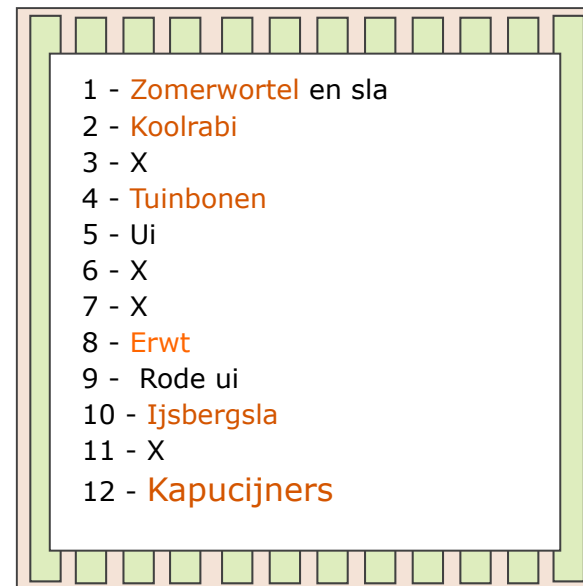 1 - Zomerwortel en sla
2 - Koolrabi
3 - X
4 - Tuinbonen
5 - Ui
6 - X
7 - X
8 - Erwt
9 -  Rode ui
10 - Ijsbergsla
11 - X
12 - Kapucijners